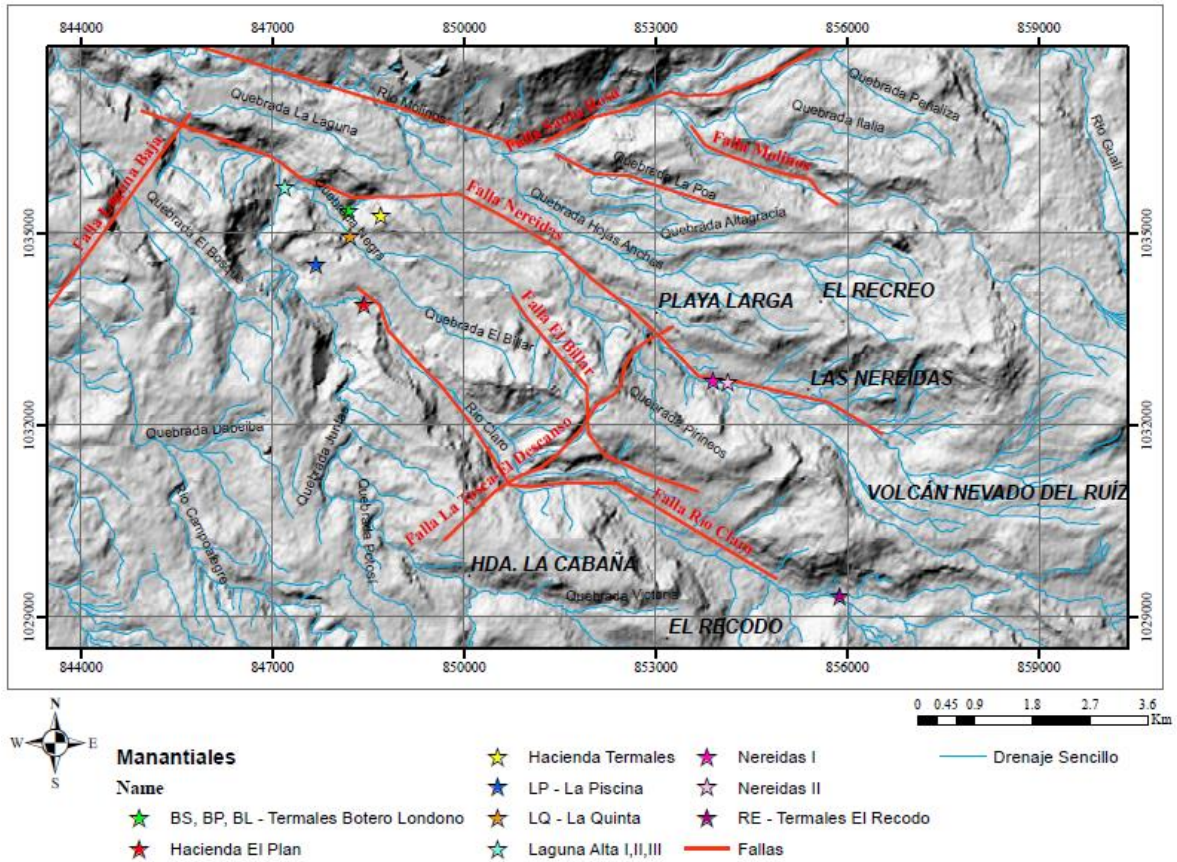 844000 847000 850000 853000 856000 859000
Quebrada La Laguna
Río Molinos
Falla Santa Rosa
Quebrada Peñaliza
Quebrada Ilalia
Río Gualí
Falla Molinos
Falla Laguna Baja
Quebrada La Poa
Quebrada Negra
Falla Nereidas
Quebrada Hojas Anchas
Quebrada Altagracia
1035000 1035000
Quebrada El Bosque
PLAYA LARGA
EL RECREO
Quebrada El Billar
Falla El Billar
LAS NEREÍDAS
Río Claro
Quebrada Pirineos
1032000 1032000
Quebrada Dabeiba
Quebrada Juntas
Falla La Tosca-El Descanso
VOLCÁN NEVADO DEL RUÍZ
Río Campoalegre
Quebrada Potosí
Falla Río Claro
HDA. LA CABAÑA
Quebrada Victoria
1029000 1029000
EL RECODO
844000 847000 850000 853000 856000 859000
N
W E
S
0 0.45 0.9 1.8 2.7 3.6
Km
Manantiales
Name
BS, BP, BL - Termales Botero Londono
Hacienda El Plan
Hacienda Termales
LP - La Piscina
LQ - La Quinta
Laguna Alta I,II,III
Nereidas I
Nereidas II
RE - Termales El Recodo
Fallas
Drenaje Sencillo